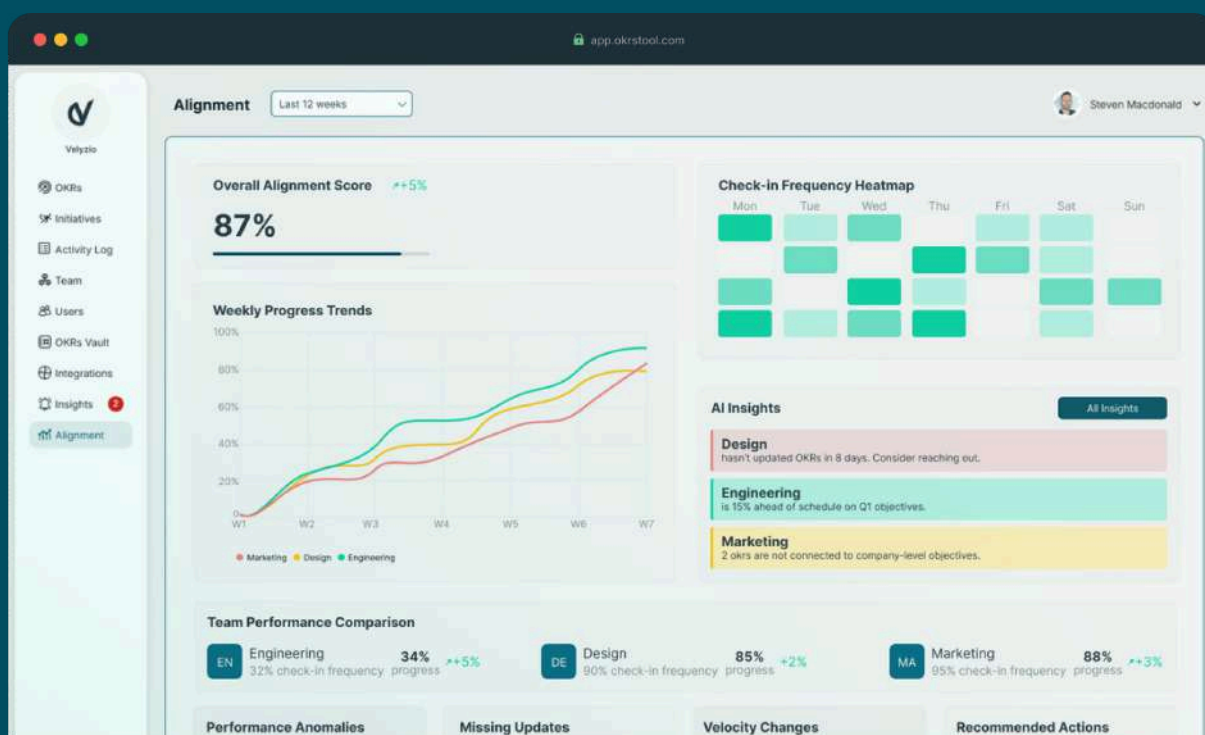 app.okrstool.com
Velyzio
OKRs
Initiatives
Activity Log
Team
Users
OKRs Vault
Integrations
Insights 2
Alignment
Alignment
Last 12 weeks
Steven Macdonald
Overall Alignment Score +5%
87%
Weekly Progress Trends
100%
80%
60%
40%
20%
0
W1 W2 W3 W4 W5 W6 W7
Marketing Design Engineering
Check-in Frequency Heatmap
Mon Tue Wed Thu Fri Sat Sun
AI Insights
All Insights
Design
hasn't updated OKRs in 8 days. Consider reaching out.
Engineering
is 15% ahead of schedule on Q1 objectives.
Marketing
2 okrs are not connected to company-level objectives.
Team Performance Comparison
EN Engineering 34% +5%
32% check-in frequency progress
DE Design 85% +2%
90% check-in frequency progress
MA Marketing 88% +3%
95% check-in frequency progress
Performance Anomalies
Missing Updates
Velocity Changes
Recommended Actions